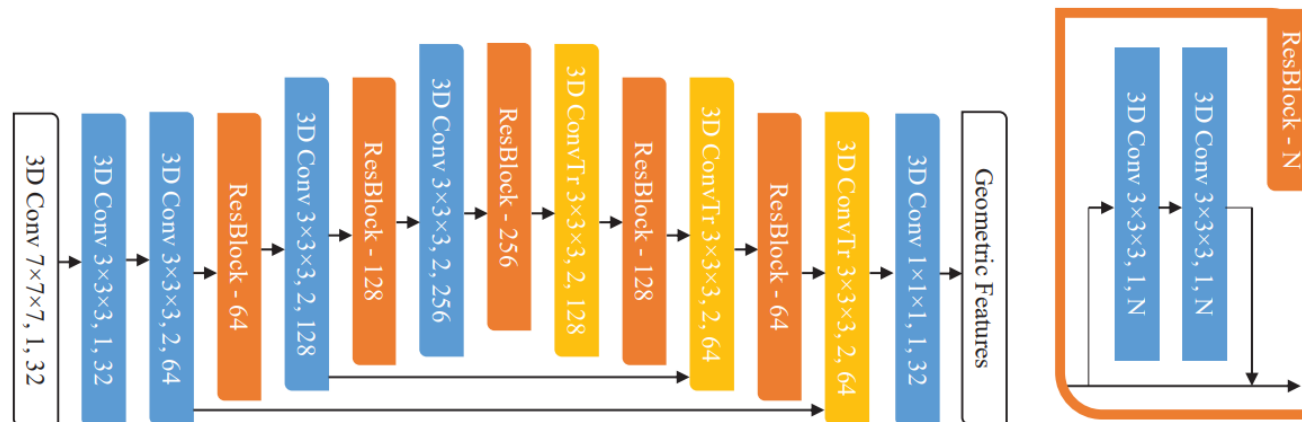 3D Conv 7×7×7, 1, 32
3D Conv 3×3×3, 1, 32
3D Conv 3×3×3, 2, 64
ResBlock - 64
3D Conv 3×3×3, 2, 128
ResBlock - 128
3D Conv 3×3×3, 2, 256
ResBlock - 256
3D ConvTr 3×3×3, 2, 128
ResBlock - 128
3D ConvTr 3×3×3, 2, 64
ResBlock - 64
3D ConvTr 3×3×3, 2, 64
3D Conv 1×1×1, 1, 32
Geometric Features
3D Conv 3×3×3, 1, N
3D Conv 3×3×3, 1, N
ResBlock - N